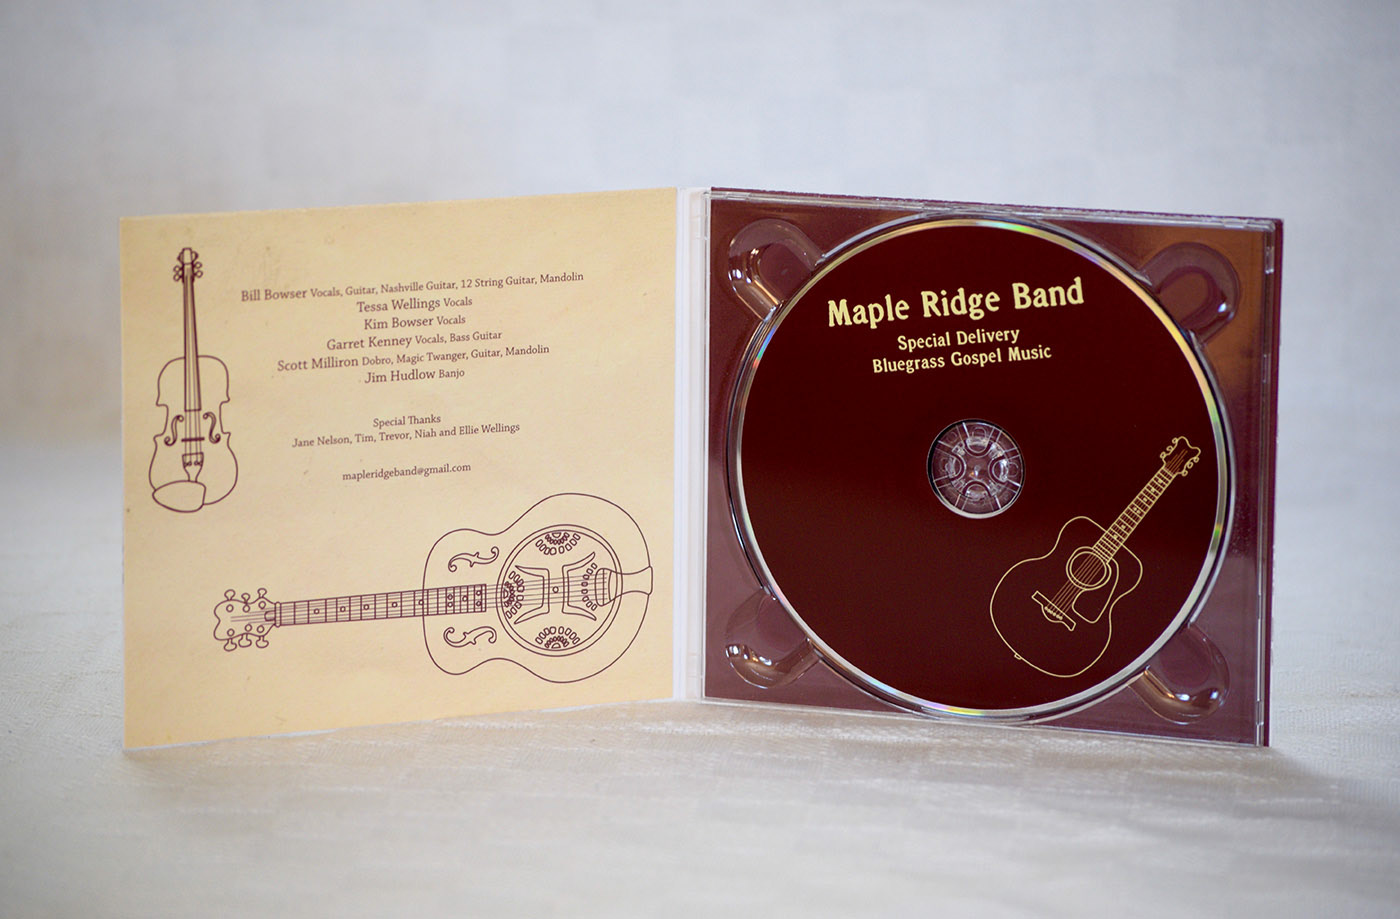 Bill Bowser Vocals, Guitar, Nashville Guitar, 12 String Guitar, Mandolin
Tessa Wellings Vocals
Kim Bowser Vocals
Garret Kenney Vocals, Bass Guitar
Scott Milliron Dobro, Magic Twanger, Guitar, Mandolin
Jim Hudlow Banjo
Special Thanks
Jane Nelson, Tim, Trevor, Niah and Ellie Wellings
mapleridgeband@gmail.com
Maple Ridge Band
Special Delivery
Bluegrass Gospel Music